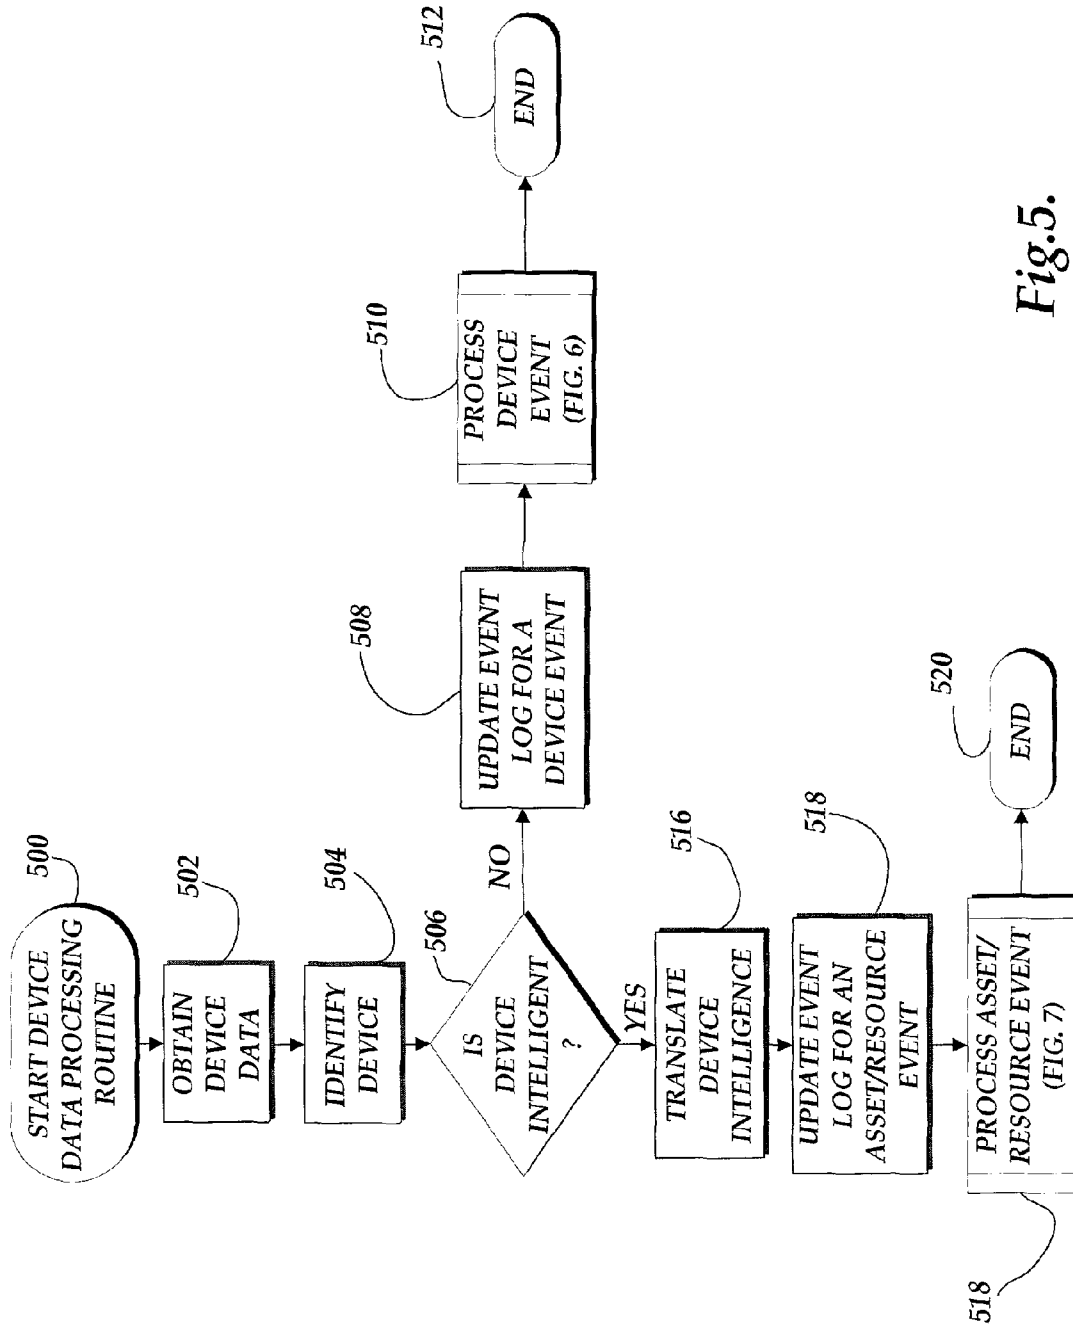 500
START DEVICE
DATA PROCESSING
ROUTINE
502
OBTAIN
DEVICE
DATA
504
IDENTIFY
DEVICE
506
IS
DEVICE
INTELLIGENT
?
NO
508
UPDATE EVENT
LOG FOR A
DEVICE EVENT
510
PROCESS
DEVICE
EVENT
(FIG. 6)
512
END
YES
516
TRANSLATE
DEVICE
INTELLIGENCE
518
UPDATE EVENT
LOG FOR AN
ASSET/RESOURCE
EVENT
518
PROCESS ASSET/
RESOURCE EVENT
(FIG. 7)
520
END
Fig.5.